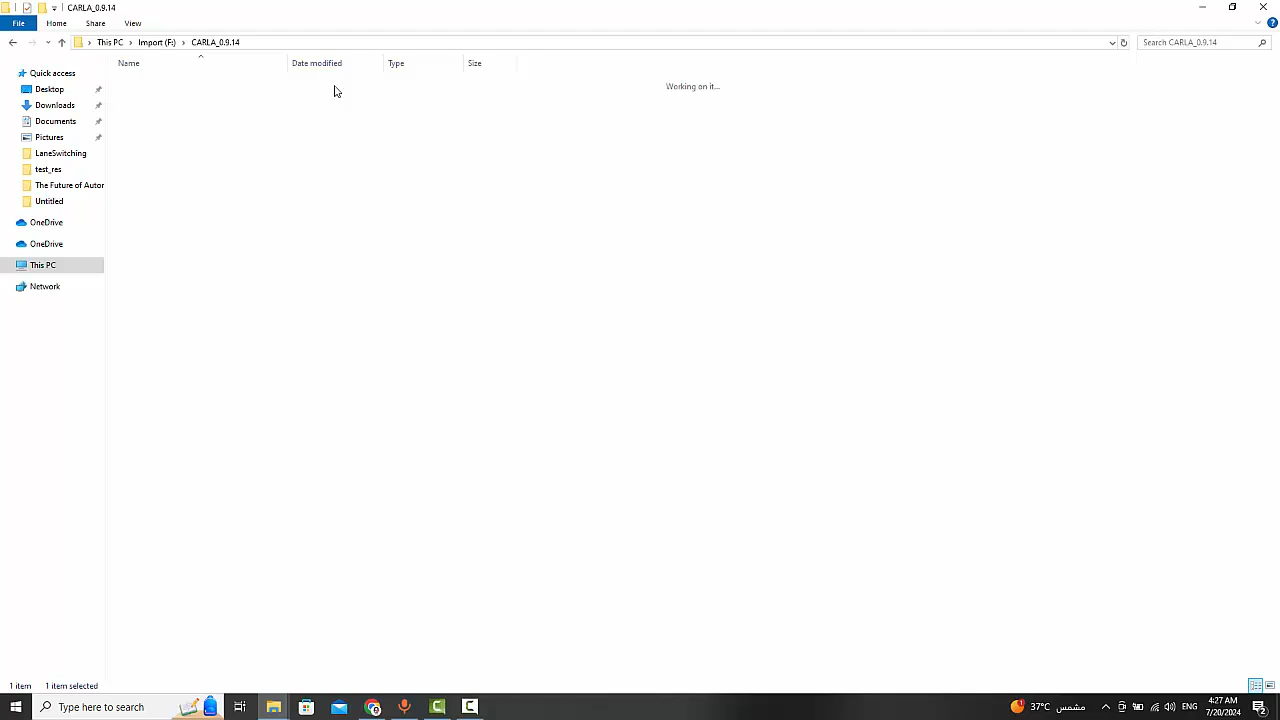 CARLA_0.9.14
File Home Share View
This PC Import (F:) CARLA_0.9.14 Search CARLA_0.9.14
Name Date modified Type Size
Working on it...
Quick access
Desktop
Downloads
Documents
Pictures
LaneSwitching
test_res
The Future of Autor
Untitled
OneDrive
OneDrive
This PC
Network
1 item 1 item selected
Type here to search
37°C مشمس
ENG
4:27 AM
7/20/2024
2